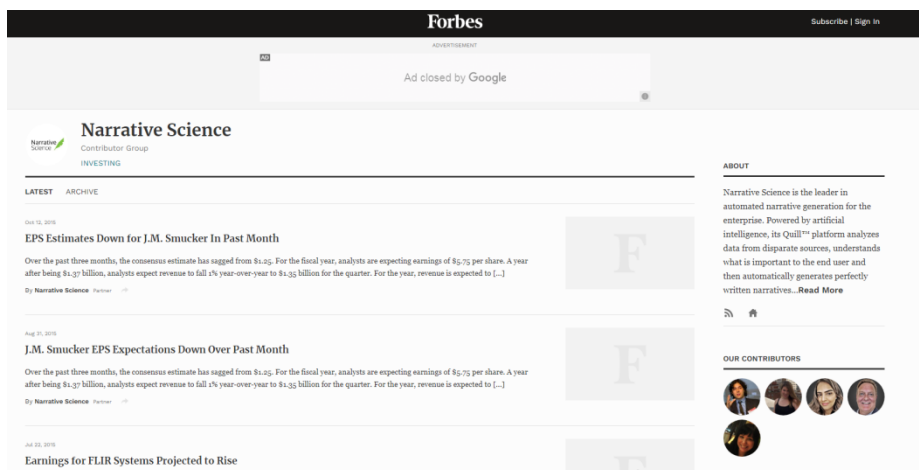 Forbes
Subscribe | Sign In
ADVERTISEMENT
AD
Ad closed by Google
Narrative Science
Narrative Science
Contributor Group
INVESTING
LATEST ARCHIVE
Oct 12, 2015
EPS Estimates Down for J.M. Smucker In Past Month
Over the past three months, the consensus estimate has sagged from $1.25. For the fiscal year, analysts are expecting earnings of $5.75 per share. A year
after being $1.37 billion, analysts expect revenue to fall 1% year-over-year to $1.35 billion for the quarter. For the year, revenue is expected to [...]
By Narrative Science Partner
Aug 31, 2015
J.M. Smucker EPS Expectations Down Over Past Month
Over the past three months, the consensus estimate has sagged from $1.25. For the fiscal year, analysts are expecting earnings of $5.75 per share. A year
after being $1.37 billion, analysts expect revenue to fall 1% year-over-year to $1.35 billion for the quarter. For the year, revenue is expected to [...]
By Narrative Science Partner
Jul 23, 2015
Earnings for FLIR Systems Projected to Rise
F
F
F
ABOUT
Narrative Science is the leader in
automated narrative generation for the
enterprise. Powered by artificial
intelligence, its Quill™ platform analyzes
data from disparate sources, understands
what is important to the end user and
then automatically generates perfectly
written narratives...Read More
OUR CONTRIBUTORS